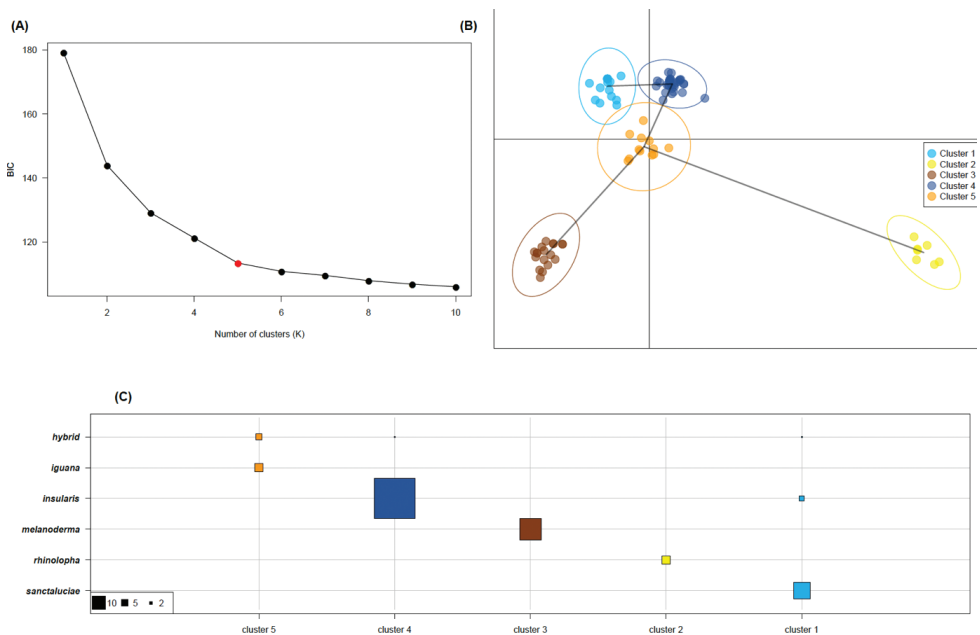 (A)
180
160
140
120
BIC
2
4
6
8
10
Number of clusters (K)
(B)
Cluster 1
Cluster 2
Cluster 3
Cluster 4
Cluster 5
(C)
hybrid
iguana
insularis
melanoderma
rhinolopha
sanctaluciae
10 5 2
cluster 5 cluster 4 cluster 3 cluster 2 cluster 1